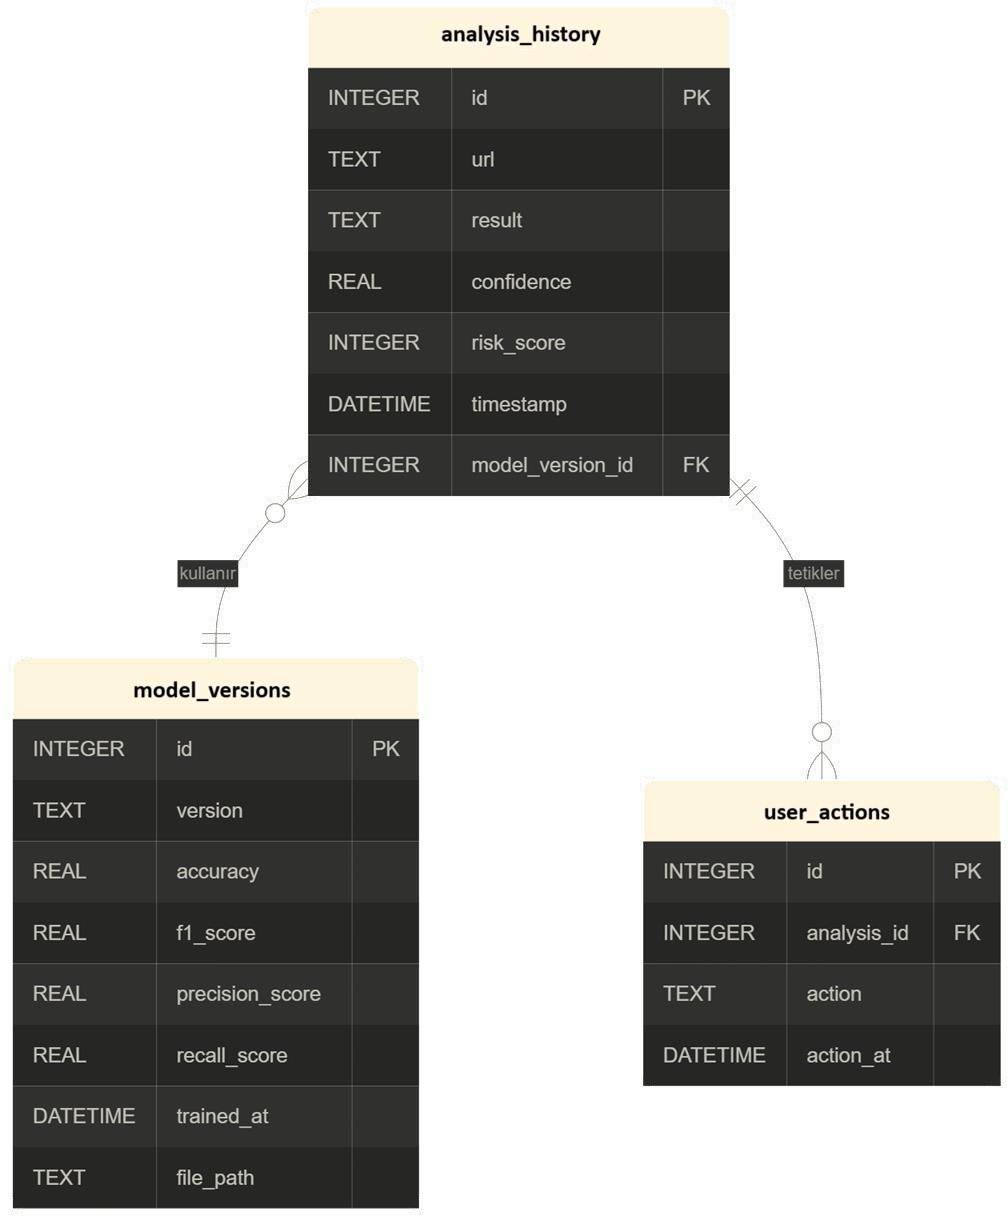 analysis_history
INTEGER id PK
TEXT url
TEXT result
REAL confidence
INTEGER risk_score
DATETIME timestamp
INTEGER model_version_id FK
kullanır
tetikler
model_versions
INTEGER id PK
TEXT version
REAL accuracy
REAL f1_score
REAL precision_score
REAL recall_score
DATETIME trained_at
TEXT file_path
user_actions
INTEGER id PK
INTEGER analysis_id FK
TEXT action
DATETIME action_at